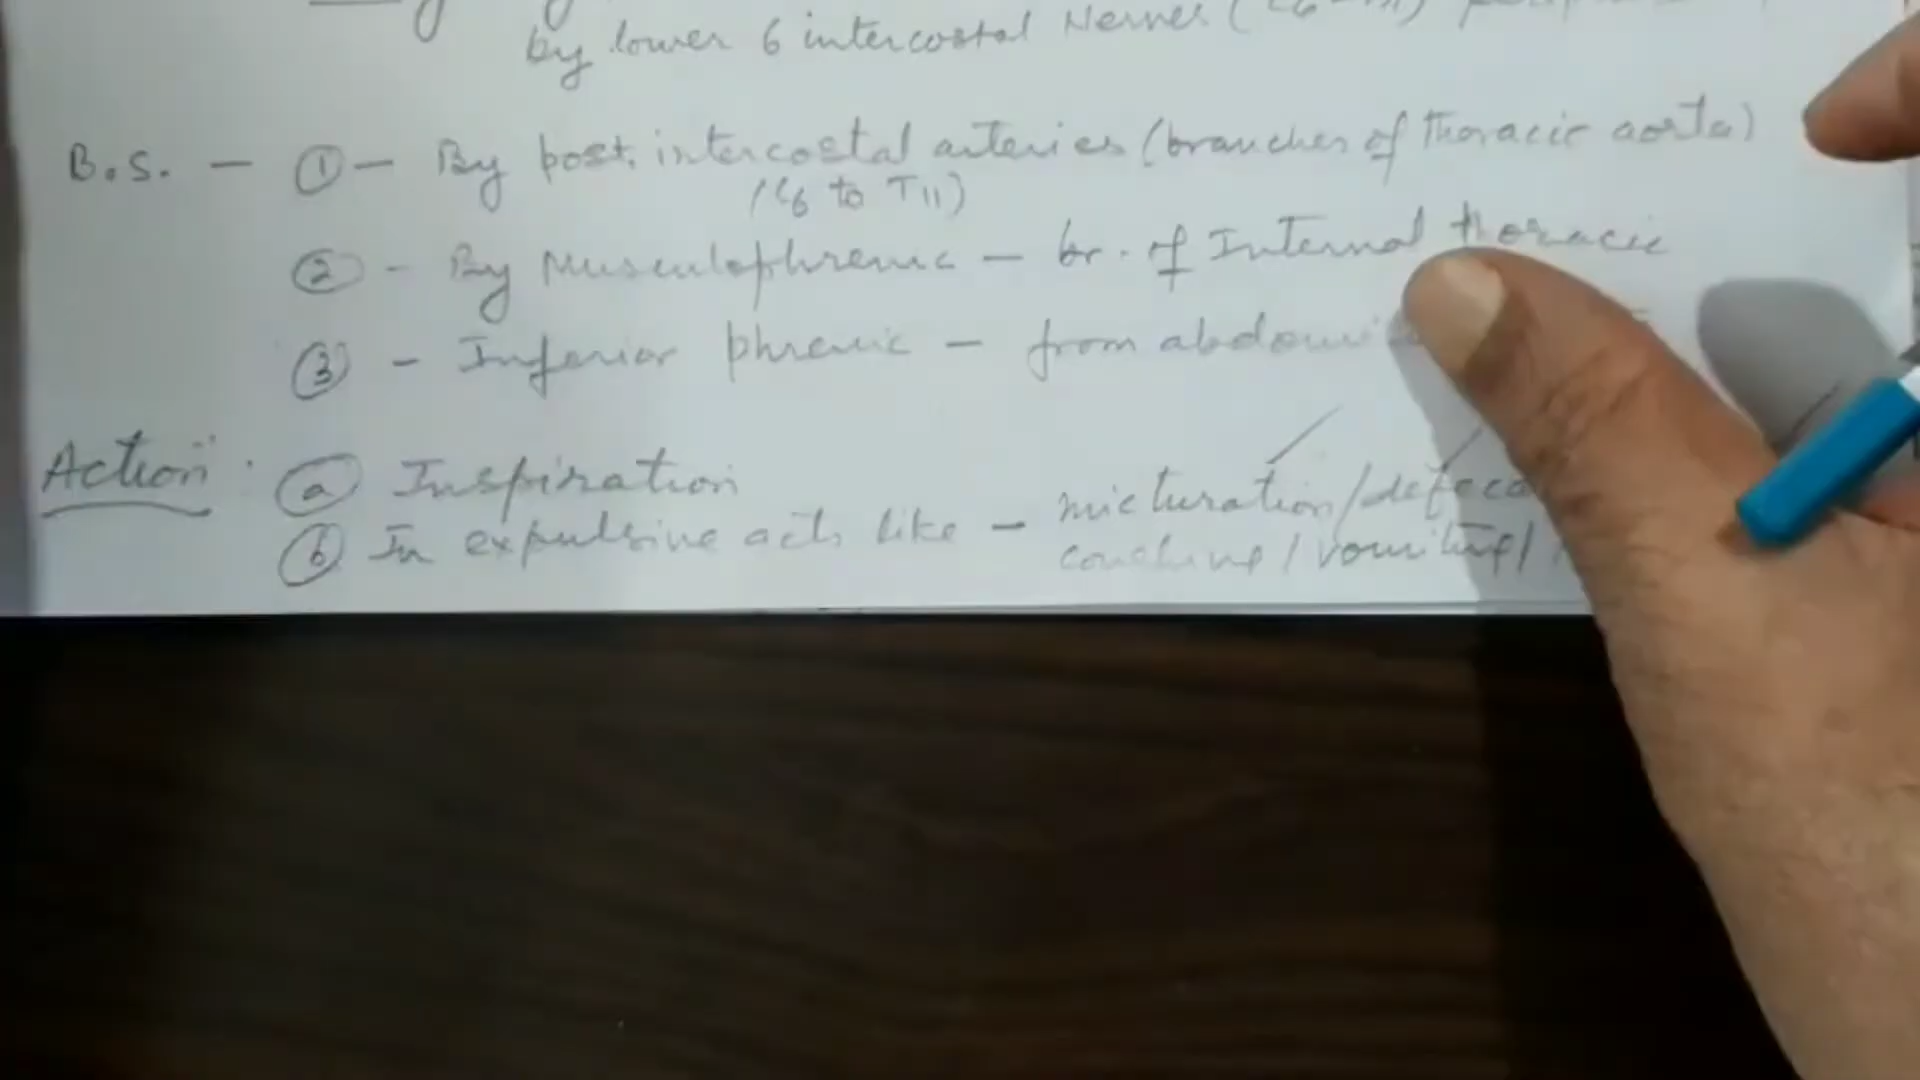 by lower 6 intercostal Nerves (
B.S. - ① - By post. intercostal arteries (branches of thoracic aorta)
(T6 to T11)
② - By Musculophrenic - br. of Internal thoracic
③ - Inferior phrenic - from
Action: ⓐ Inspiration
ⓑ In expulsive acts like - micturation/
coughing / vomiting /